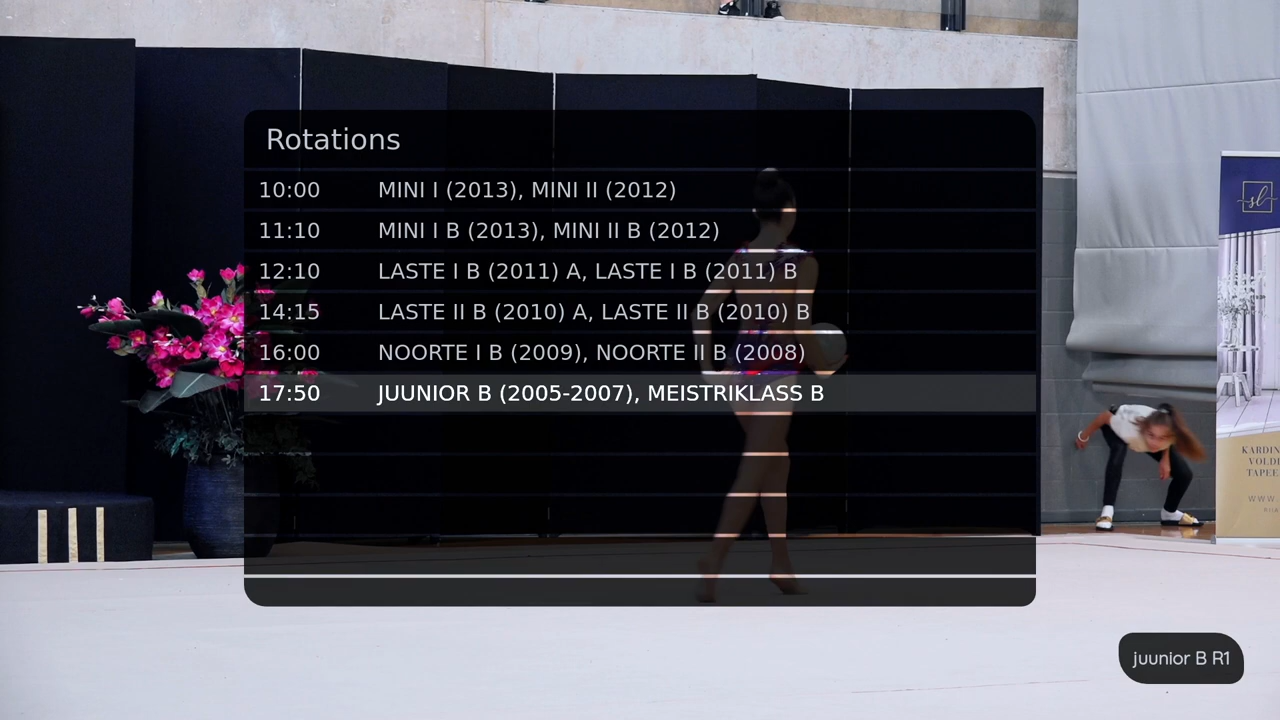 Rotations
10:00 MINI I (2013), MINI II (2012)
11:10 MINI I B (2013), MINI II B (2012)
12:10 LASTE I B (2011) A, LASTE I B (2011) B
14:15 LASTE II B (2010) A, LASTE II B (2010) B
16:00 NOORTE I B (2009), NOORTE II B (2008)
17:50 JUUNIOR B (2005-2007), MEISTRIKLASS B
sl
juunior B R1